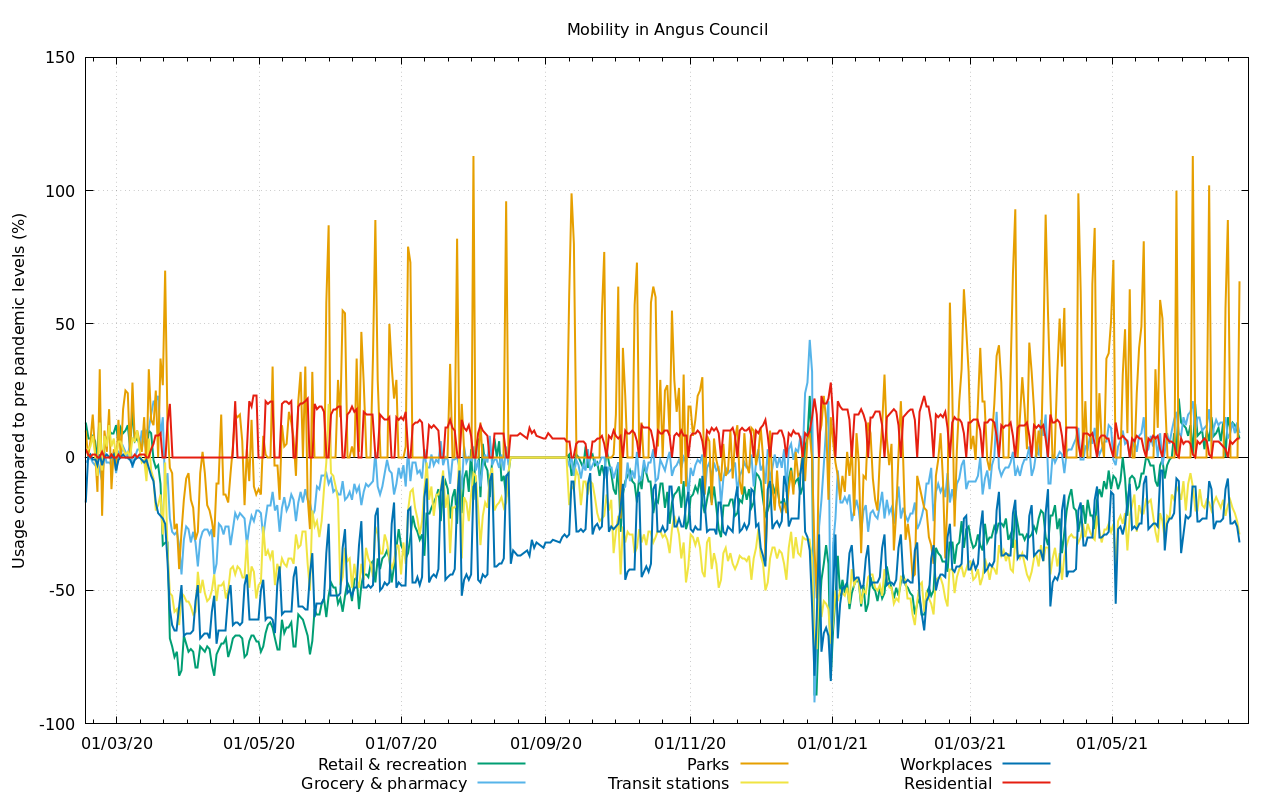 Mobility in Angus Council
Usage compared to pre pandemic levels (%)
150
100
50
0
-50
-100
01/03/20 01/05/20 01/07/20 01/09/20 01/11/20 01/01/21 01/03/21 01/05/21
Retail & recreation Parks Workplaces
Grocery & pharmacy Transit stations Residential